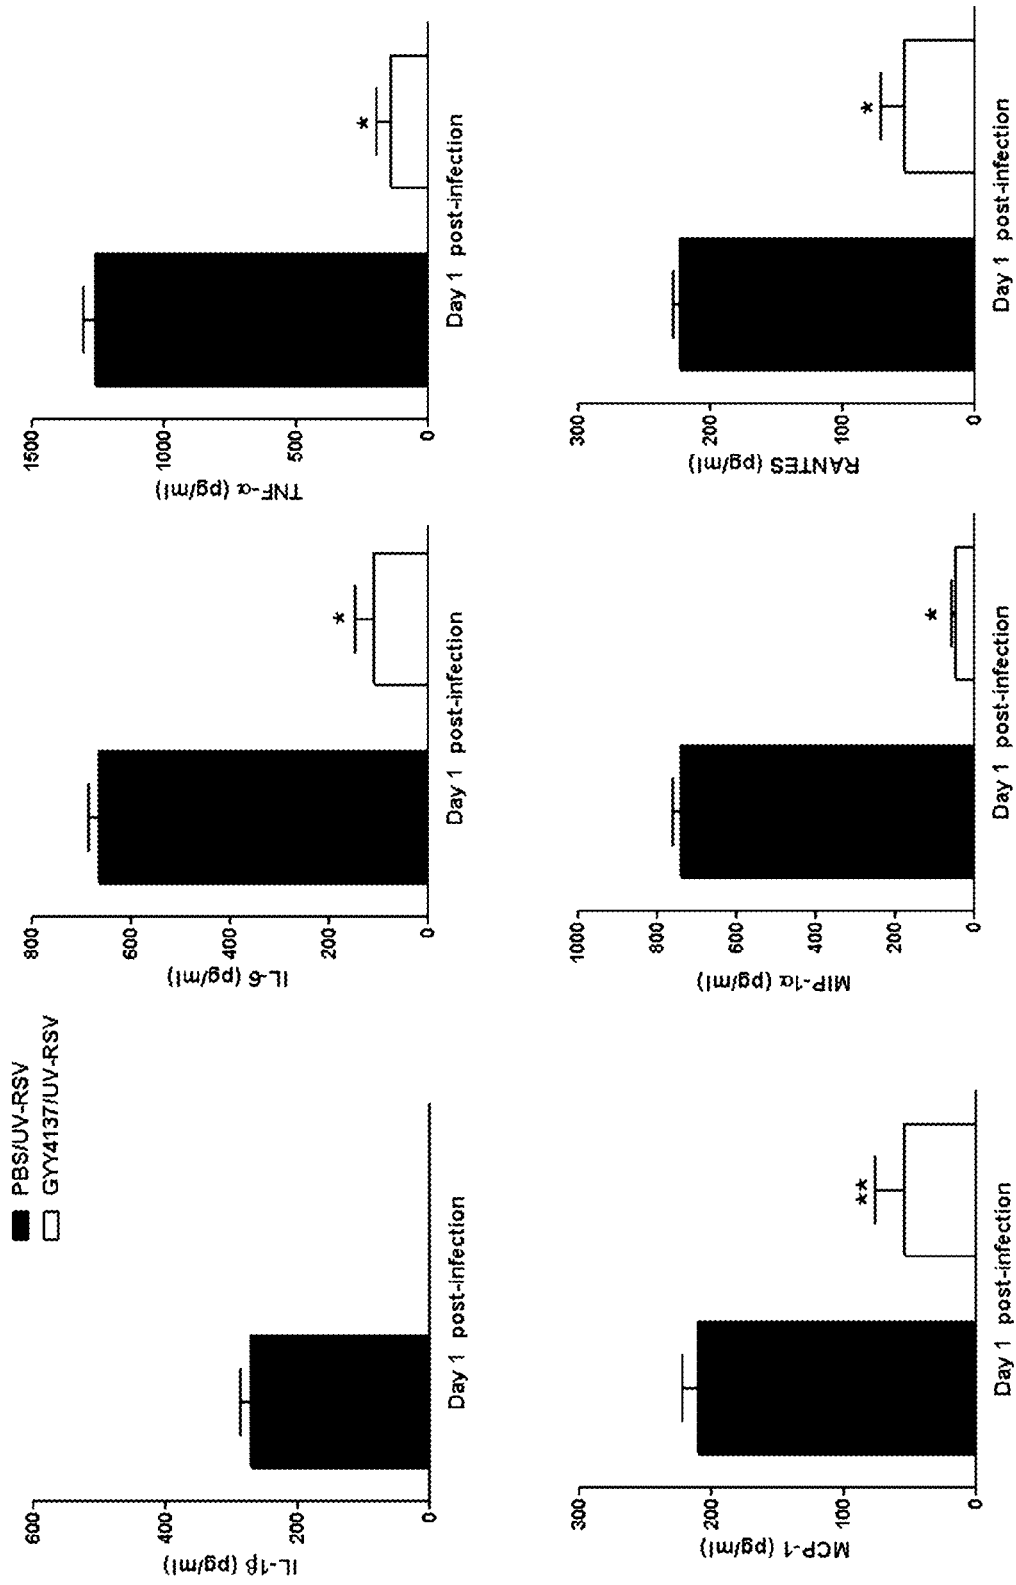 PBS/UV-RSV
GYY4137/UV-RSV
IL-1β (pg/ml)
600
400
200
0
Day 1 post-infection
IL-6 (pg/ml)
800
600
400
200
0
*
Day 1 post-infection
TNF-α (pg/ml)
1500
1000
500
0
*
Day 1 post-infection
MCP-1 (pg/ml)
300
200
100
0
**
Day 1 post-infection
MIP-1α (pg/ml)
1000
800
600
400
200
0
*
Day 1 post-infection
RANTES (pg/ml)
300
200
100
0
*
Day 1 post-infection